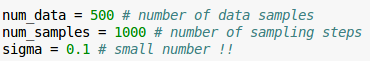 num_data = 500 # number of data samples
num_samples = 1000 # number of sampling steps
sigma = 0.1 # small number !!